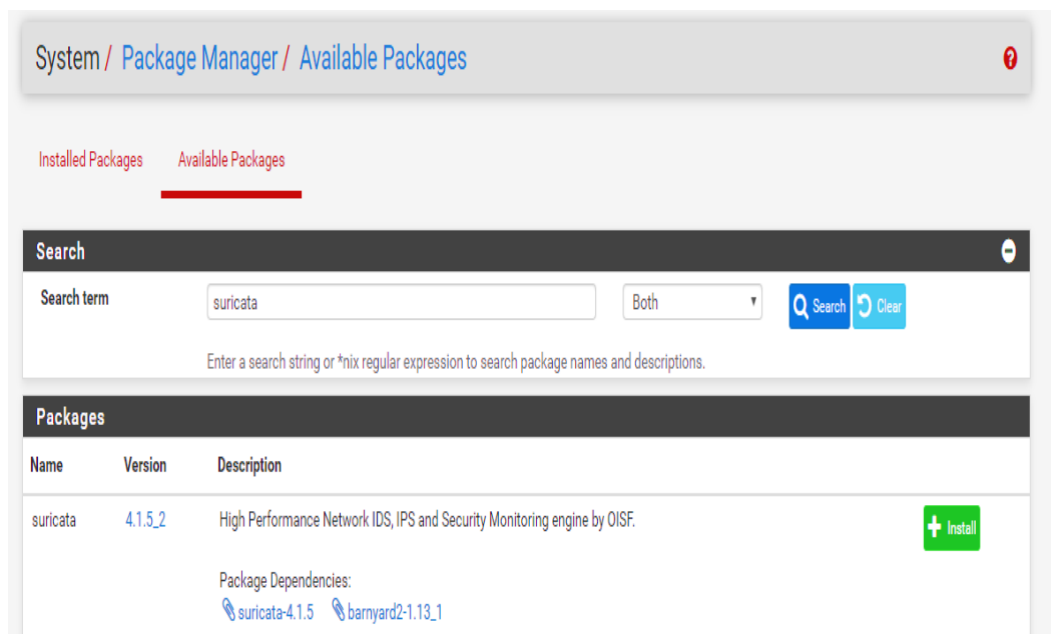 System / Package Manager / Available Packages
Installed Packages Available Packages
Search
Search term suricata Both Search Clear
Enter a search string or *nix regular expression to search package names and descriptions.
Packages
Name Version Description
suricata 4.1.5_2 High Performance Network IDS, IPS and Security Monitoring engine by OISF. Install
Package Dependencies:
suricata-4.1.5 barnyard2-1.13_1